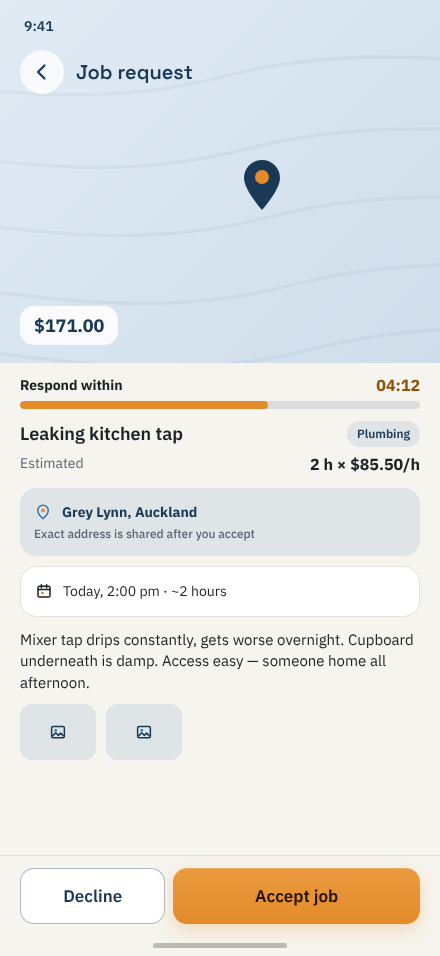 9:41
Job request
$171.00
Respond within
04:12
Leaking kitchen tap
Plumbing
Estimated
2 h × $85.50/h
Grey Lynn, Auckland
Exact address is shared after you accept
Today, 2:00 pm · ~2 hours
Mixer tap drips constantly, gets worse overnight. Cupboard
underneath is damp. Access easy — someone home all
afternoon.
Decline
Accept job